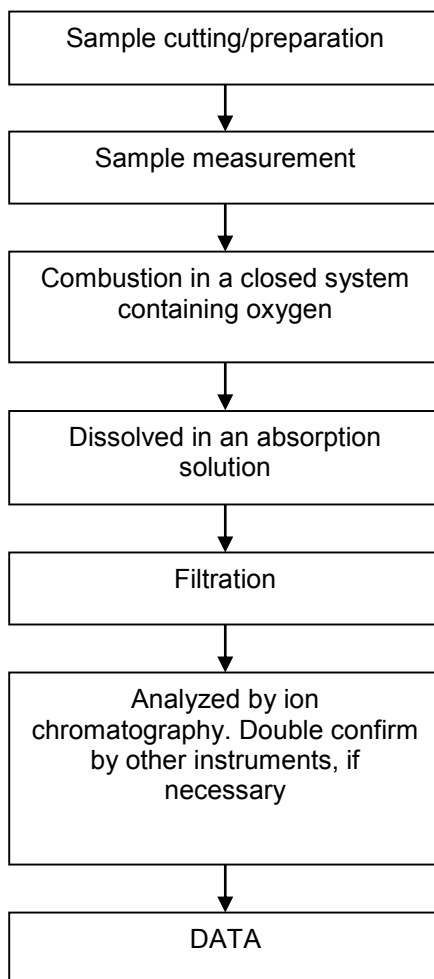 Sample cutting/preparation
Sample measurement
Combustion in a closed system
containing oxygen
Dissolved in an absorption
solution
Filtration
Analyzed by ion
chromatography. Double confirm
by other instruments, if
necessary
DATA